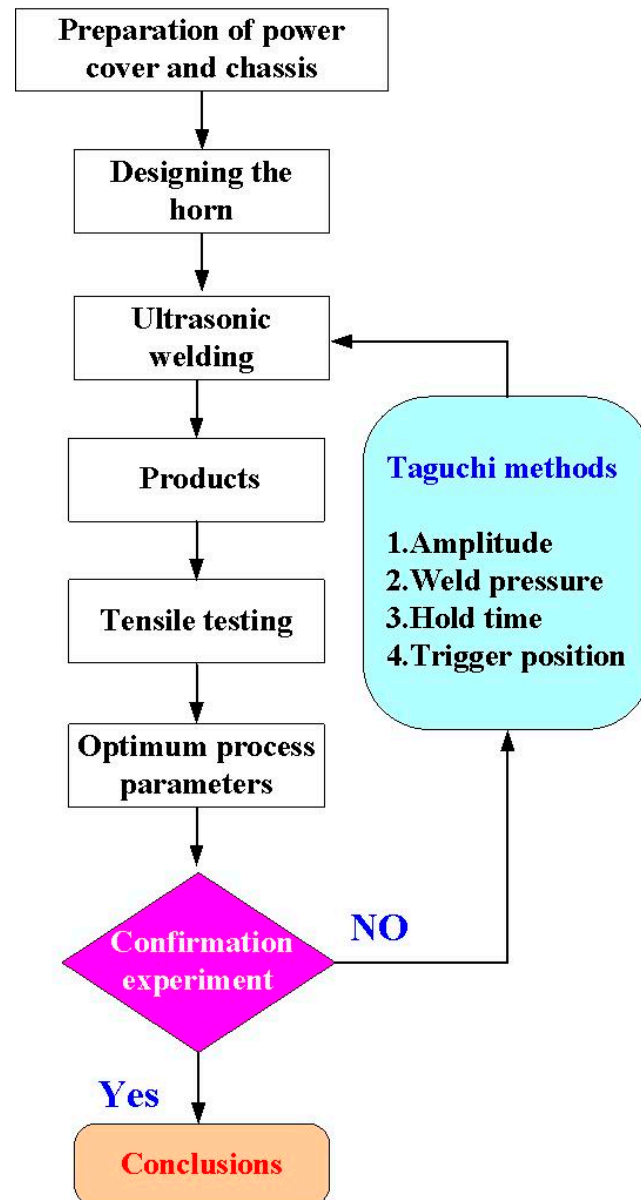 Preparation of power
cover and chassis
Designing the
horn
Ultrasonic
welding
Products
Tensile testing
Optimum process
parameters
Confirmation
experiment
NO
Taguchi methods
1.Amplitude
2.Weld pressure
3.Hold time
4.Trigger position
Yes
Conclusions